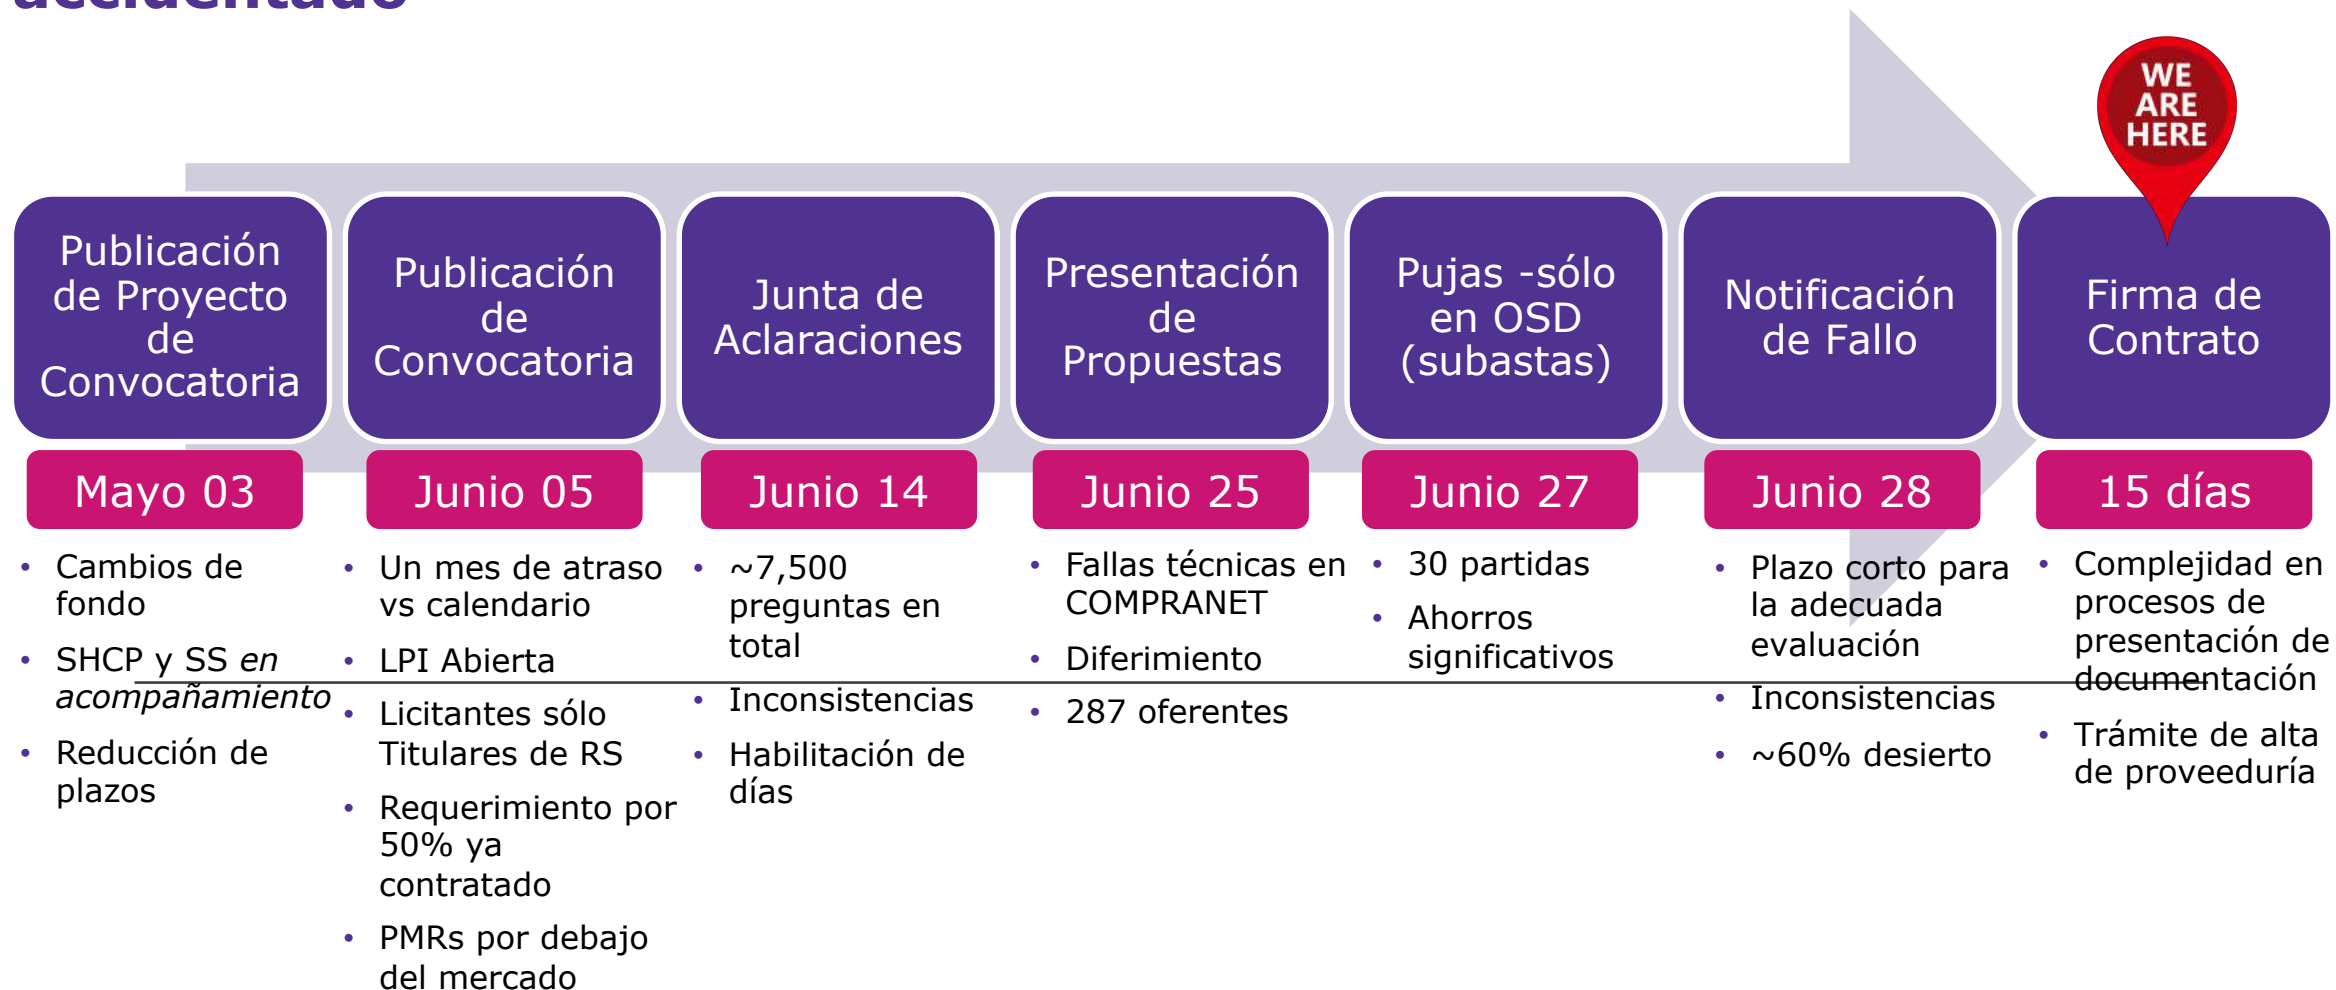 accidentado
WE
ARE
HERE
Publicación
de Proyecto
de
Convocatoria
Publicación
de
Convocatoria
Junta de
Aclaraciones
Presentación
de
Propuestas
Pujas -sólo
en OSD
(subastas)
Notificación
de Fallo
Firma de
Contrato
Mayo 03
Junio 05
Junio 14
Junio 25
Junio 27
Junio 28
15 días
• Cambios de
fondo
• SHCP y SS en
acompañamiento
• Reducción de
plazos
• Un mes de atraso
vs calendario
• LPI Abierta
• Licitantes sólo
Titulares de RS
• Requerimiento por
50% ya
contratado
• PMRs por debajo
del mercado
• ~7,500
preguntas en
total
• Inconsistencias
• Habilitación de
días
• Fallas técnicas en
COMPRANET
• Diferimiento
• 287 oferentes
• 30 partidas
• Ahorros
significativos
• Plazo corto para
la adecuada
evaluación
• Inconsistencias
• ~60% desierto
• Complejidad en
procesos de
presentación de
documentación
• Trámite de alta
de proveeduría